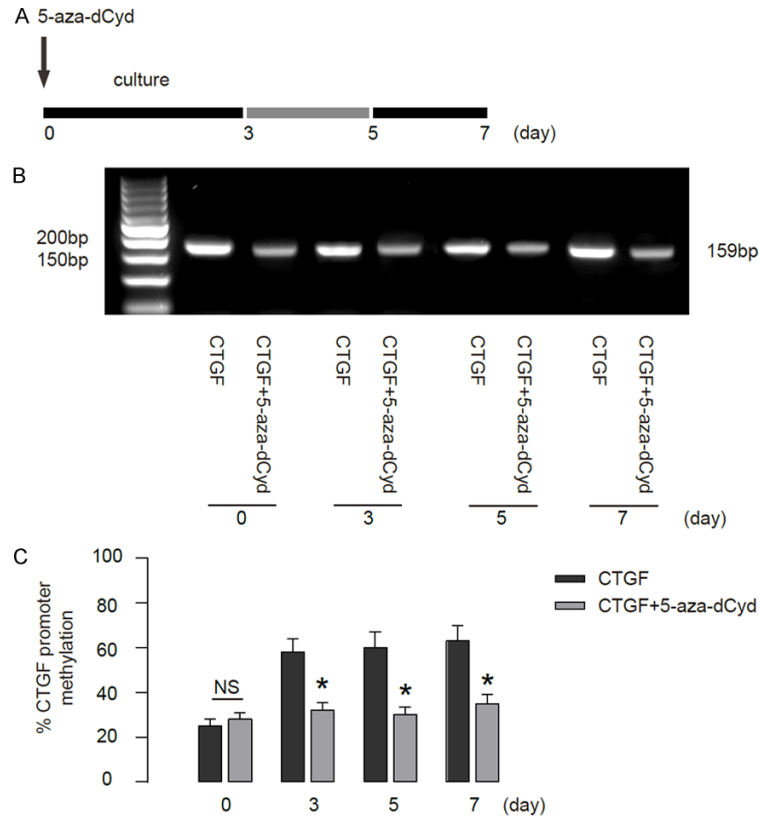 A 5-aza-dCyd
culture
0 3 5 7 (day)
B
200bp
150bp
159bp
CTGF
CTGF+5-aza-dCyd
CTGF
CTGF+5-aza-dCyd
CTGF
CTGF+5-aza-dCyd
CTGF
CTGF+5-aza-dCyd
0 3 5 7 (day)
C
% CTGF promoter
methylation
100
80
60
40
20
0
NS
*
*
*
CTGF
CTGF+5-aza-dCyd
0 3 5 7 (day)